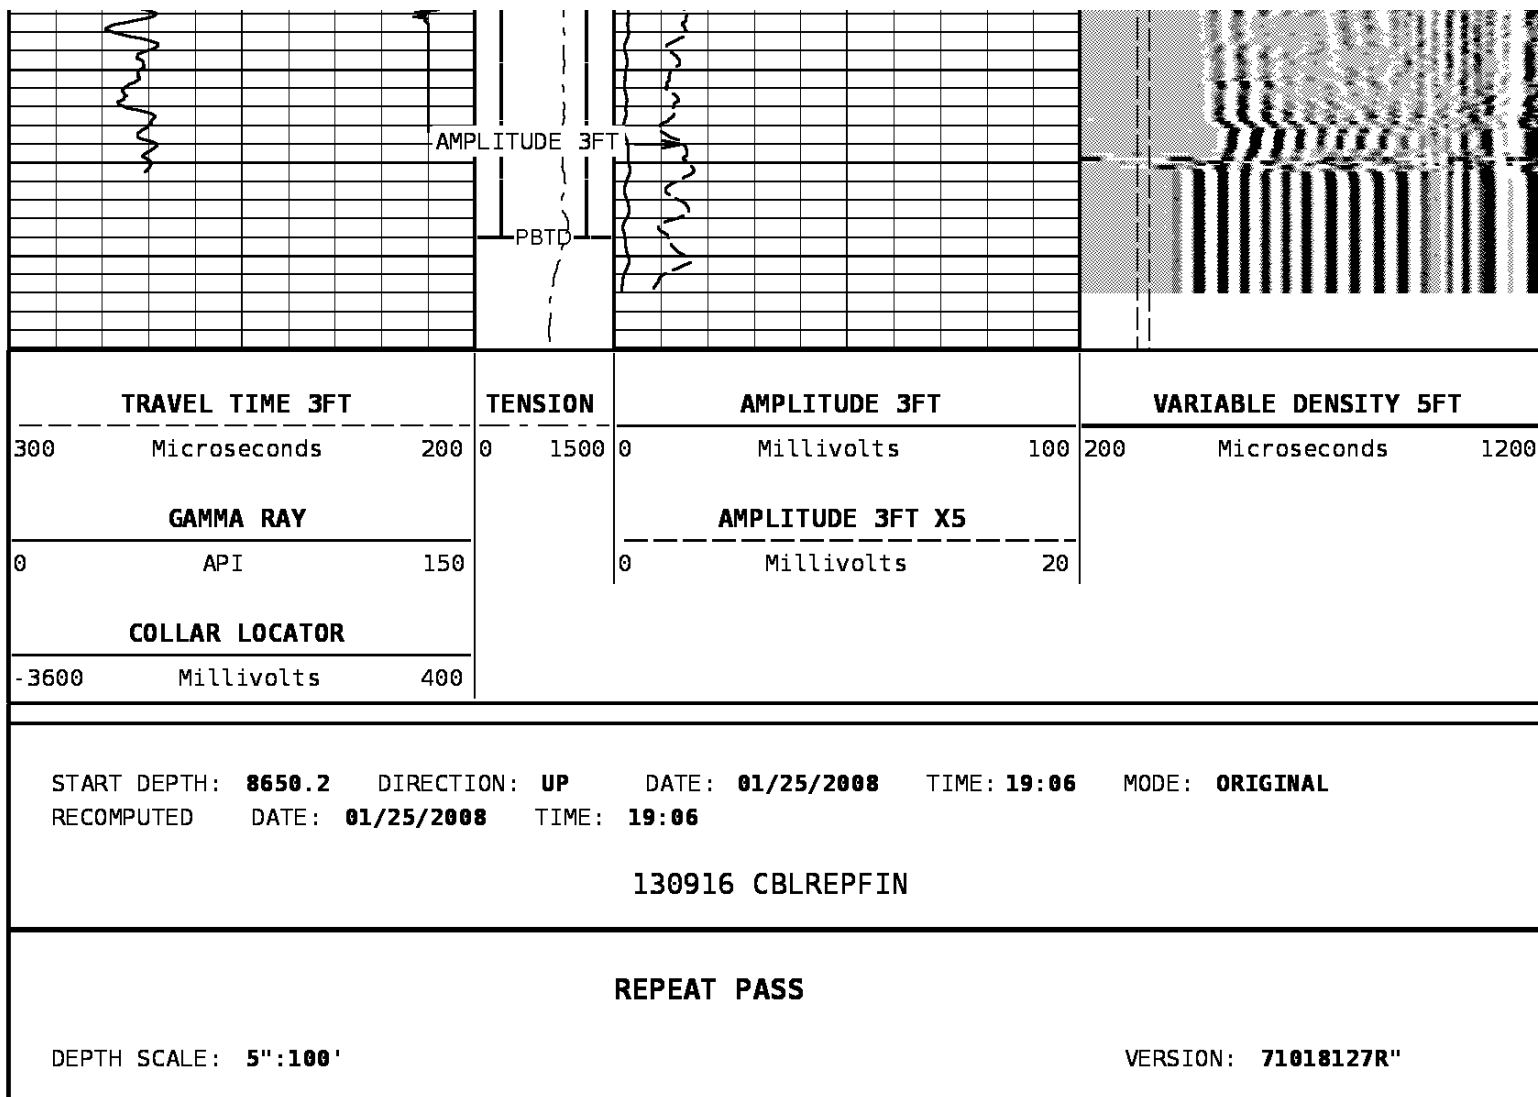 AMPLITUDE 3FT
PBTD
TRAVEL TIME 3FT TENSION AMPLITUDE 3FT VARIABLE DENSITY 5FT
300 Microseconds 200 0 1500 0 Millivolts 100 200 Microseconds 1200
GAMMA RAY AMPLITUDE 3FT X5
0 API 150 0 Millivolts 20
COLLAR LOCATOR
-3600 Millivolts 400
START DEPTH: 8650.2 DIRECTION: UP DATE: 01/25/2008 TIME: 19:06 MODE: ORIGINAL
RECOMPUTED DATE: 01/25/2008 TIME: 19:06
130916 CBLREPFIN
REPEAT PASS
DEPTH SCALE: 5":100' VERSION: 71018127R"